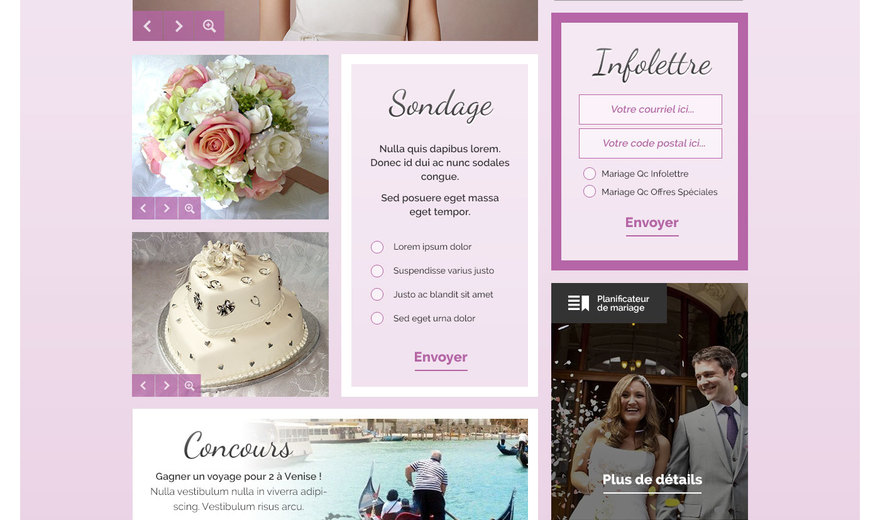 Sondage
Nulla quis dapibus lorem.
Donec id dui ac nunc sodales
congue.
Sed posuere eget massa
eget tempor.
Lorem ipsum dolor
Suspendisse varius justo
Justo ac blandit sit amet
Sed eget urna dolor
Envoyer
Concours
Gagner un voyage pour 2 à Venise !
Nulla vestibulum nulla in viverra adipi-
scing. Vestibulum risus arcu.
Infolettre
Votre courriel ici...
Votre code postal ici...
Mariage Qc Infolettre
Mariage Qc Offres Spéciales
Envoyer
Planificateur
de mariage
Plus de détails